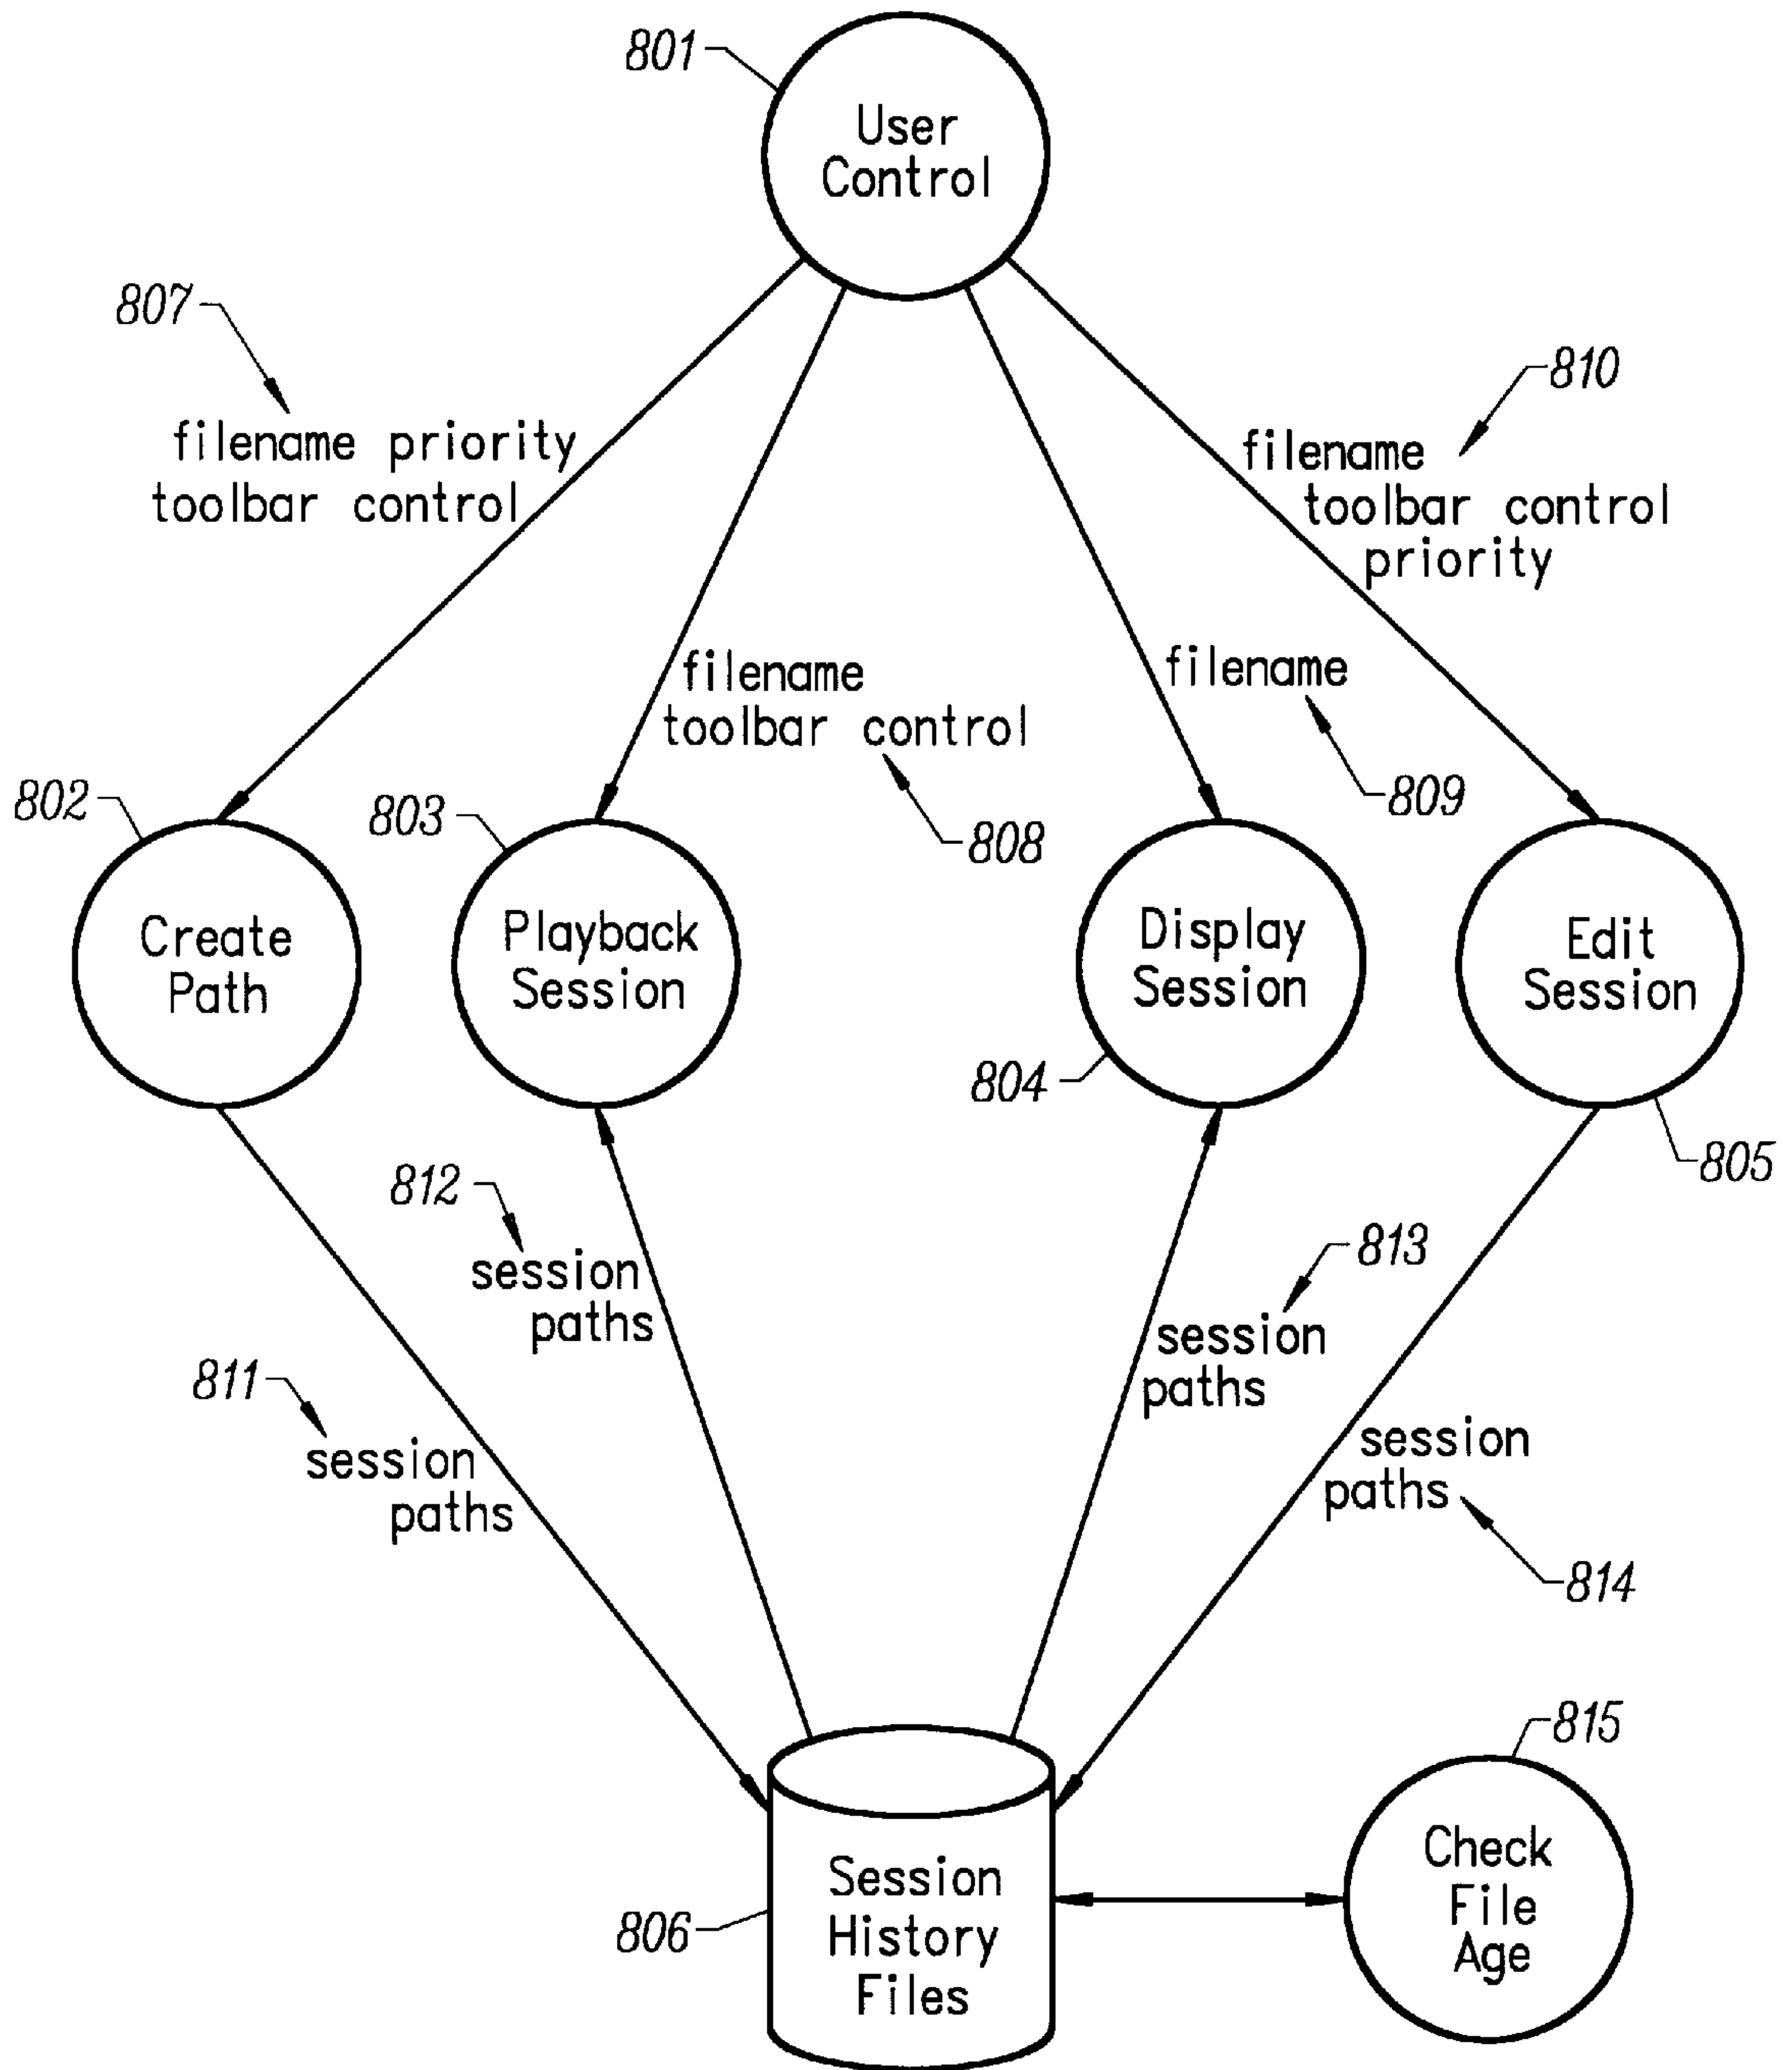 801
User
Control
807
filename priority
toolbar control
810
filename
toolbar control
priority
filename
toolbar control
808
filename
809
802
Create
Path
803
Playback
Session
Display
Session
804
Edit
Session
805
812
session
paths
813
session
paths
811
session
paths
session
paths
814
Session
History
Files
806
815
Check
File
Age